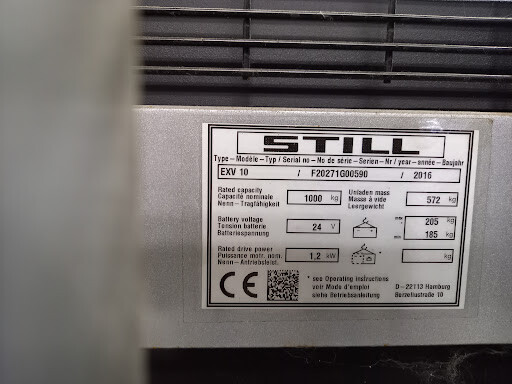 STILL
Type – Modèle – Typ / Serial no – No de série – Serien – Nr / year – année – Baujahr
EXV 10 / F20271G00590 / 2016
Rated capacity
Capacité nominale
Nenn – Tragfähigkeit
1000 kg
Unladen mass
Masse à vide
Leergewicht
572 kg
Battery voltage
Tension batterie
Batteriespannung
24 V
max 205 kg
min 185 kg
Rated drive power
Puissance motr. nom.
Nenn – Antriebsleist.
1,2 kW
kg
CE
* see Operating instructions
voir Mode d'emploi
siehe Betriebsanleitung
D – 22113 Hamburg
Berzeliusstraße 10